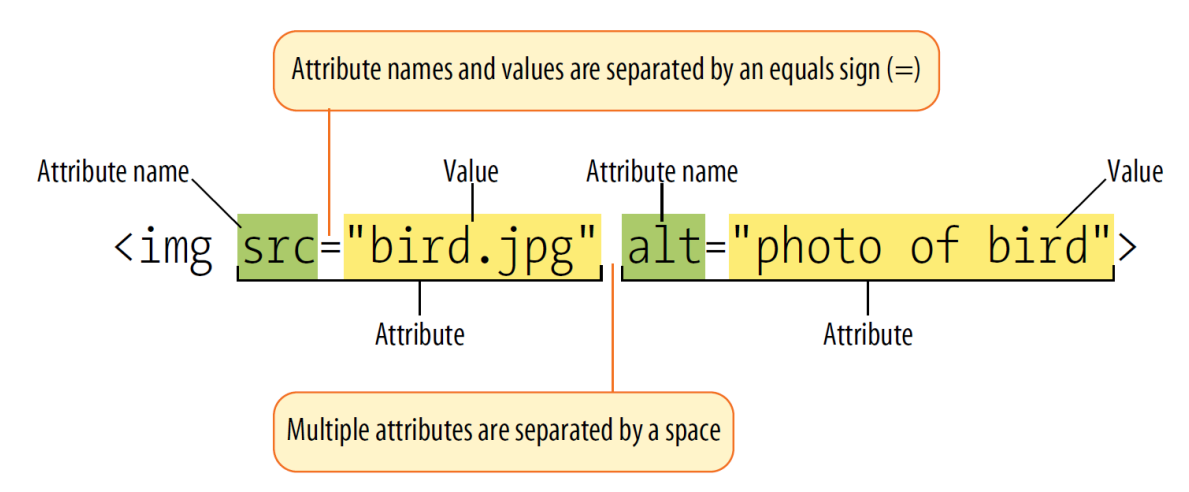 Attribute names and values are separated by an equals sign (=)
Attribute name Value Attribute name Value
<img src="bird.jpg" alt="photo of bird">
Attribute Attribute
Multiple attributes are separated by a space